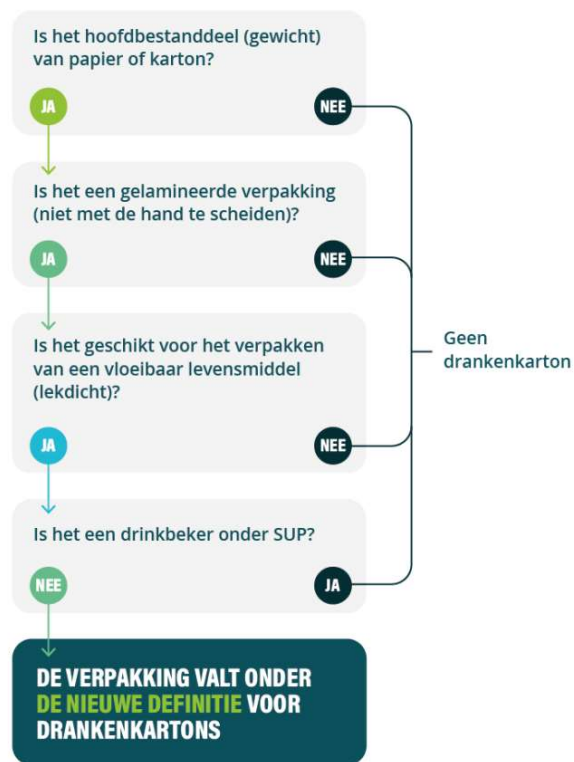 Is het hoofdbestanddeel (gewicht)
van papier of karton?
JA
NEE
Is het een gelamineerde verpakking
(niet met de hand te scheiden)?
JA
NEE
Is het geschikt voor het verpakken
van een vloeibaar levensmiddel
(lekdicht)?
JA
NEE
Geen
drankenkarton
Is het een drinkbeker onder SUP?
NEE
JA
DE VERPAKKING VALT ONDER
DE NIEUWE DEFINITIE VOOR
DRANKENKARTONS